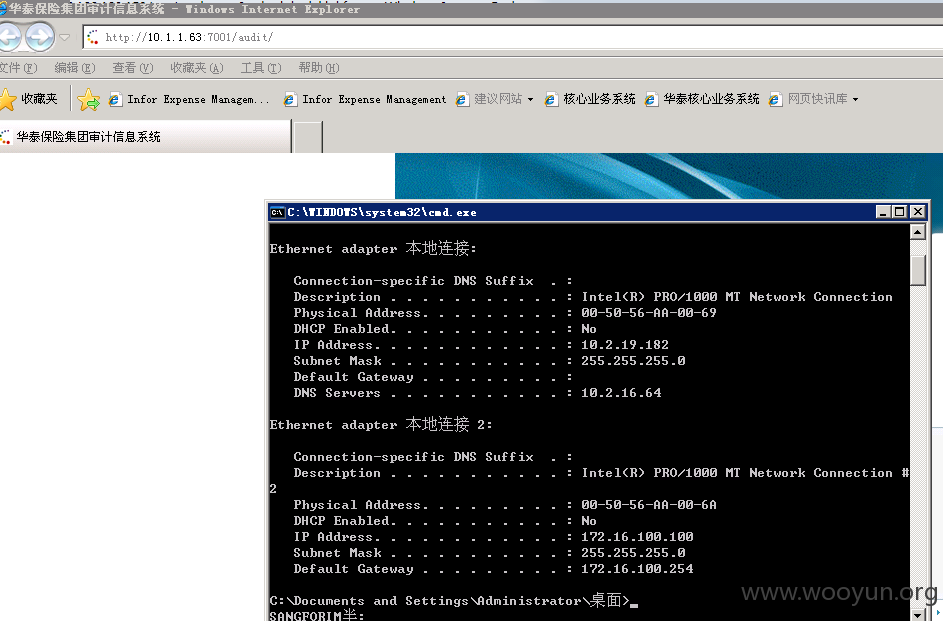 华泰保险集团审计信息系统 - Windows Internet Explorer
http://10.1.1.63:7001/audit/
文件(F) 编辑(E) 查看(V) 收藏夹(A) 工具(T) 帮助(H)
收藏夹 Infor Expense Managem... Infor Expense Management 建议网站 核心业务系统 华泰核心业务系统 网页快讯库
华泰保险集团审计信息系统
C:\WINDOWS\system32\cmd.exe
Ethernet adapter 本地连接:
Connection-specific DNS Suffix . :
Description . . . . . . . . . . . : Intel(R) PRO/1000 MT Network Connection
Physical Address. . . . . . . . . : 00-50-56-AA-00-69
DHCP Enabled. . . . . . . . . . . : No
IP Address. . . . . . . . . . . . : 10.2.19.182
Subnet Mask . . . . . . . . . . . : 255.255.255.0
Default Gateway . . . . . . . . . :
DNS Servers . . . . . . . . . . . : 10.2.16.64
Ethernet adapter 本地连接 2:
Connection-specific DNS Suffix . :
Description . . . . . . . . . . . : Intel(R) PRO/1000 MT Network Connection #
2
Physical Address. . . . . . . . . : 00-50-56-AA-00-6A
DHCP Enabled. . . . . . . . . . . : No
IP Address. . . . . . . . . . . . : 172.16.100.100
Subnet Mask . . . . . . . . . . . : 255.255.255.0
Default Gateway . . . . . . . . . : 172.16.100.254
www.wooyun.org
C:\Documents and Settings\Administrator\桌面>_
SANGFORIM半: